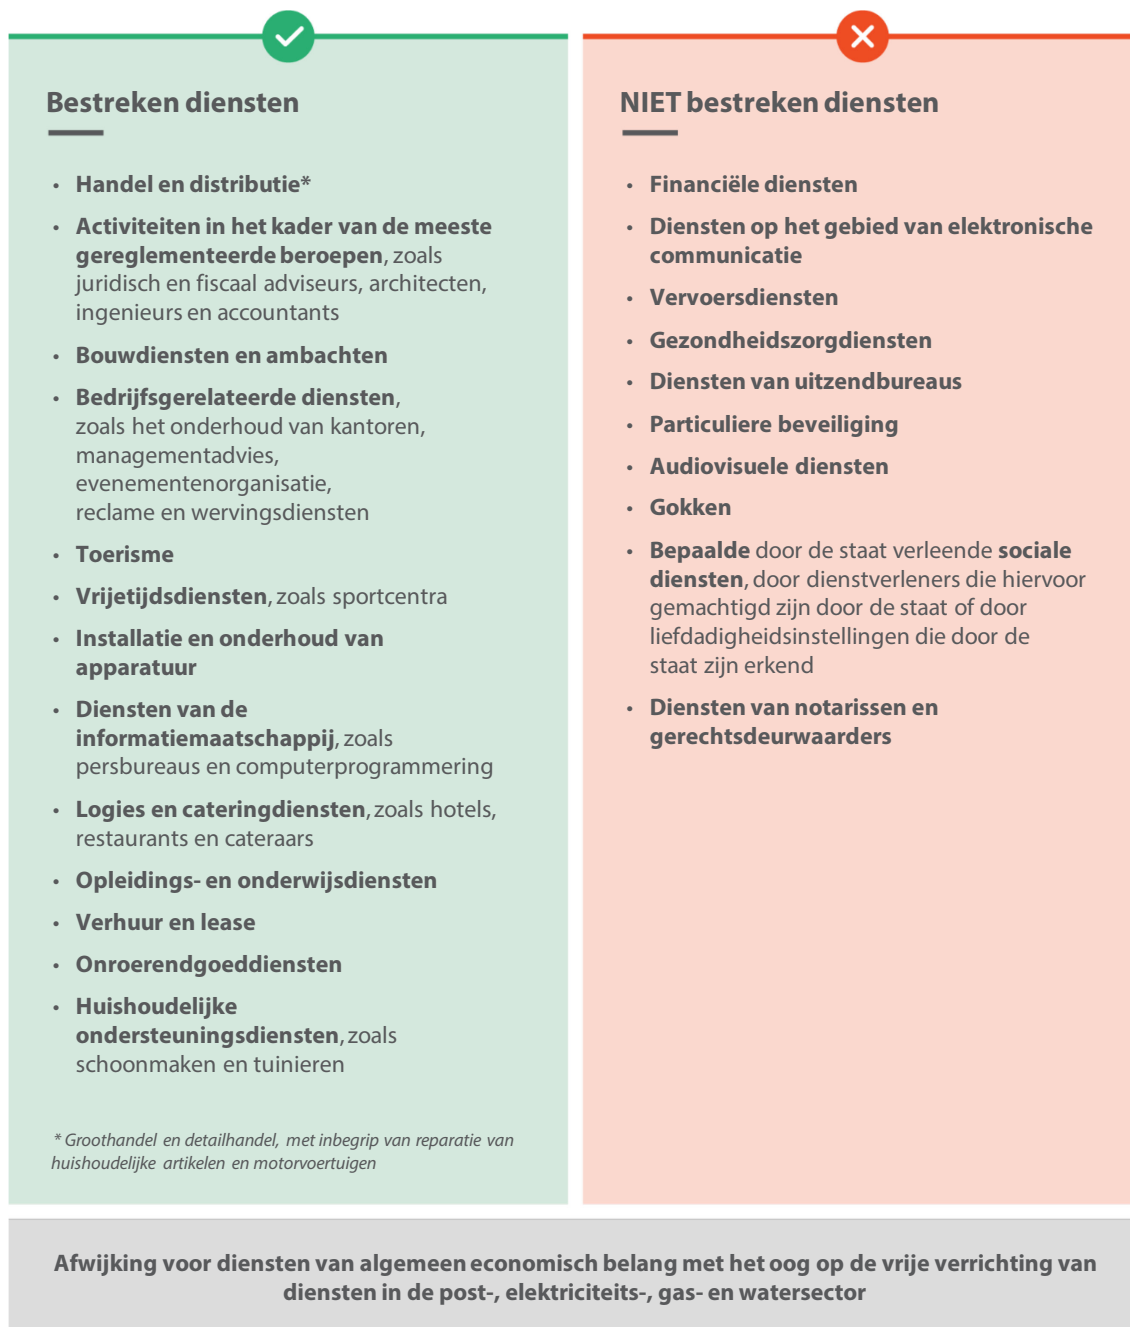 Bestreken diensten
• Handel en distributie*
• Activiteiten in het kader van de meeste
gereglementeerde beroepen, zoals
juridisch en fiscaal adviseurs, architecten,
ingenieurs en accountants
• Bouwdiensten en ambachten
• Bedrijfsgerelateerde diensten,
zoals het onderhoud van kantoren,
managementadvies,
evenementenorganisatie,
reclame en wervingsdiensten
• Toerisme
• Vrijetijdsdiensten, zoals sportcentra
• Installatie en onderhoud van
apparatuur
• Diensten van de
informatiemaatschappij, zoals
persbureaus en computerprogrammering
• Logies en cateringdiensten, zoals hotels,
restaurants en cateraars
• Opleidings- en onderwijsdiensten
• Verhuur en lease
• Onroerendgoeddiensten
• Huishoudelijke
ondersteuningsdiensten, zoals
schoonmaken en tuinieren
* Groothandel en detailhandel, met inbegrip van reparatie van
huishoudelijke artikelen en motorvoertuigen
NIET bestreken diensten
• Financiële diensten
• Diensten op het gebied van elektronische
communicatie
• Vervoersdiensten
• Gezondheidszorgdiensten
• Diensten van uitzendbureaus
• Particuliere beveiliging
• Audiovisuele diensten
• Gokken
• Bepaalde door de staat verleende sociale
diensten, door dienstverleners die hiervoor
gemachtigd zijn door de staat of door
liefdadigheidsinstellingen die door de
staat zijn erkend
• Diensten van notarissen en
gerechtsdeurwaarders
Afwijking voor diensten van algemeen economisch belang met het oog op de vrije verrichting van
diensten in de post-, elektriciteits-, gas- en watersector